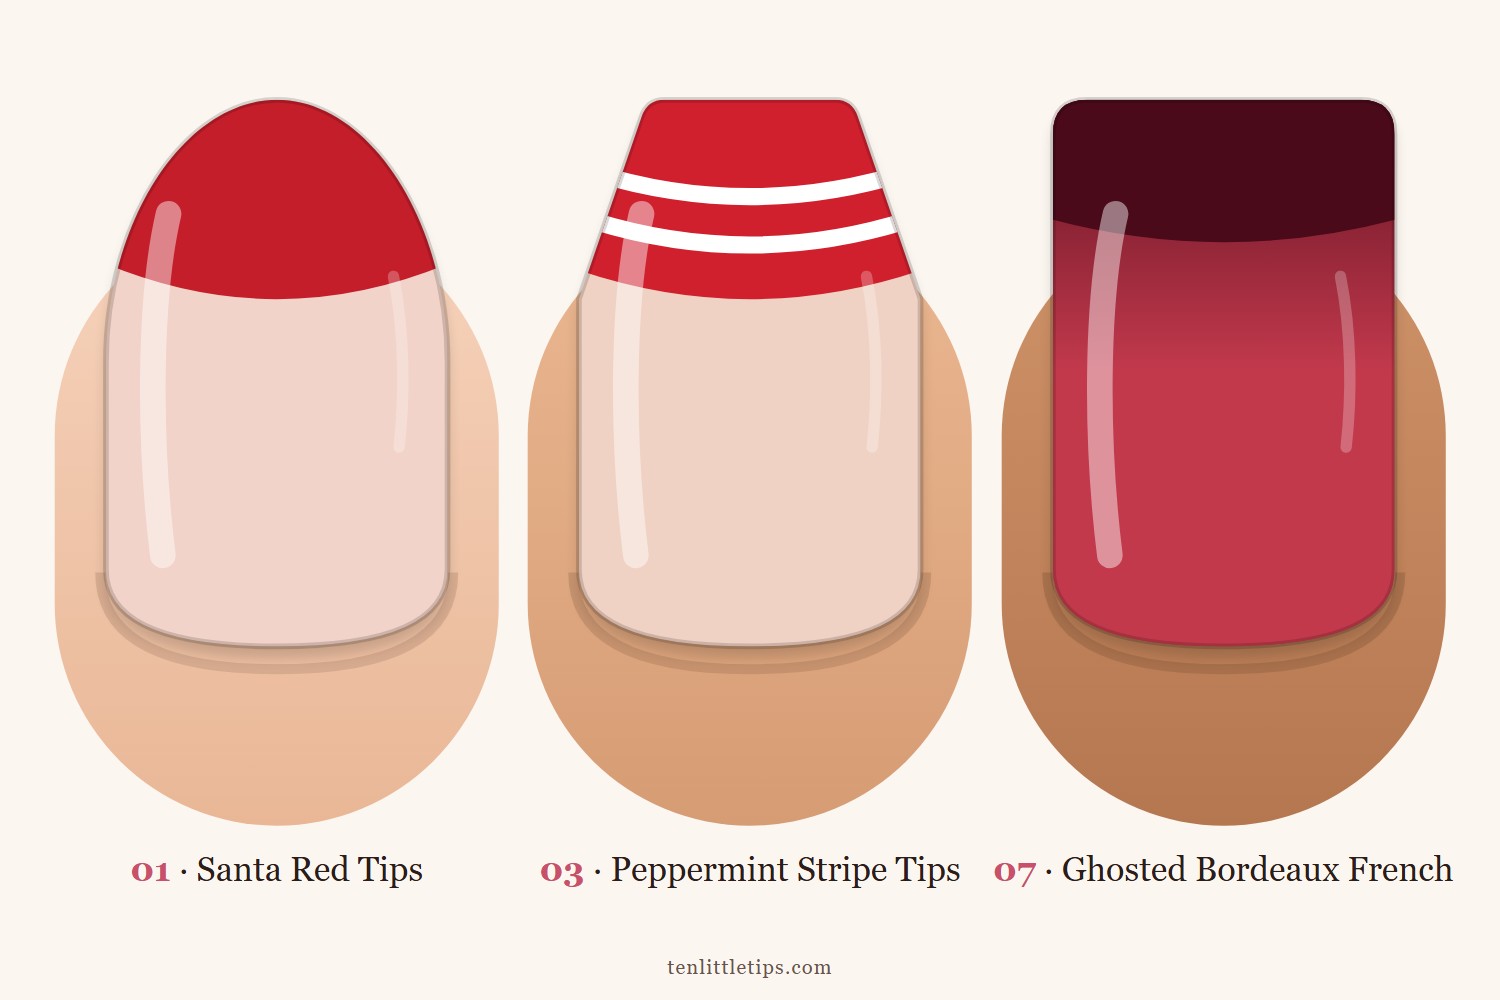 01 · Santa Red Tips
03 · Peppermint Stripe Tips
07 · Ghosted Bordeaux French
tenlittletips.com